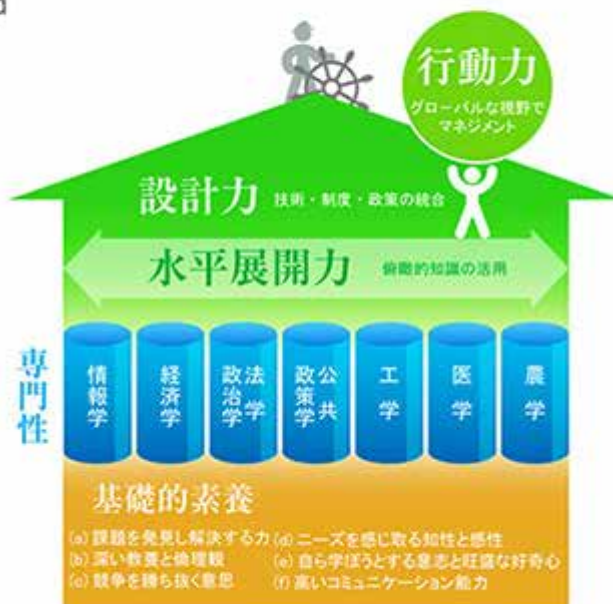 行動力
グローバルな視野で
マネジメント
設計力 技術・制度・政策の統合
水平展開力 俯瞰的知識の活用
専門性
情報学
経済学
法学
政治学
公共
政策学
工学
医学
農学
基礎的素養
(a) 課題を発見し解決する力 (d) ニーズを感じ取る知性と感性
(b) 深い教養と倫理観 (e) 自ら学ぼうとする意志と旺盛な好奇心
(c) 競争を勝ち抜く意思 (f) 高いコミュニケーション能力